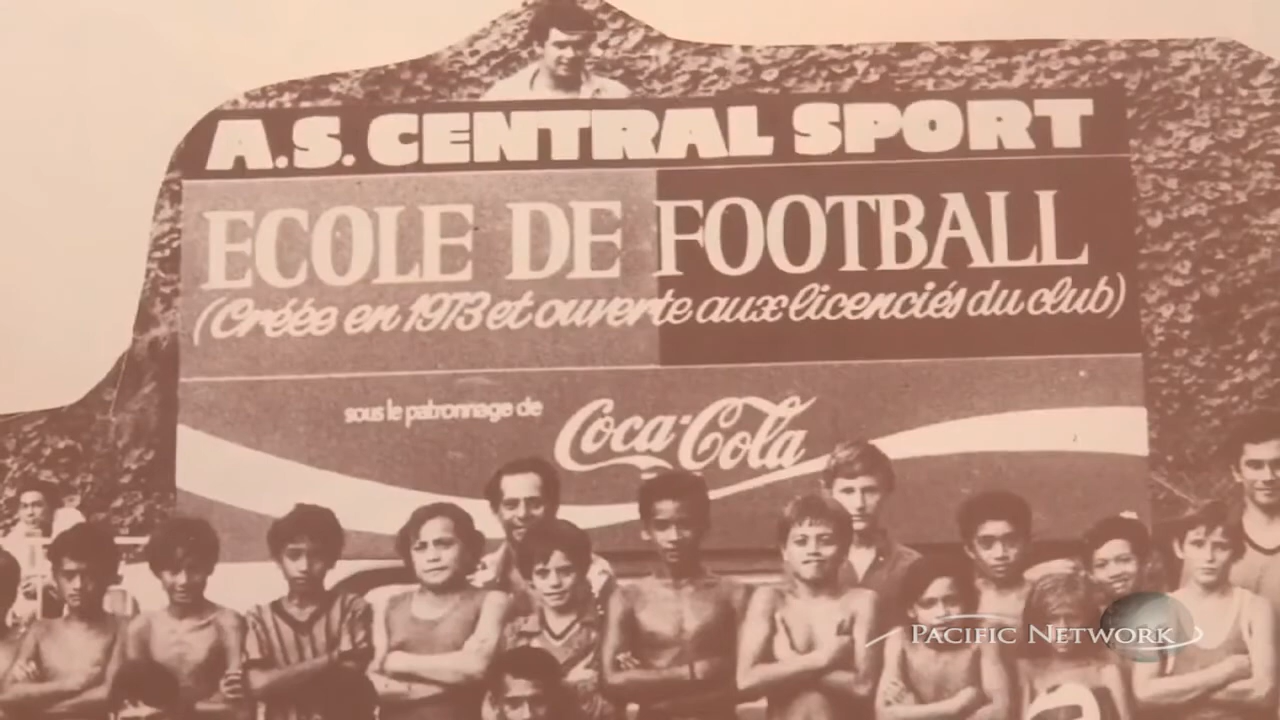 A.S. CENTRAL SPORT
ECOLE DE FOOTBALL
(Créée en 1973 et ouverte aux licenciés du club)
sous le patronnage de
Coca-Cola
PACIFIC NETWORK